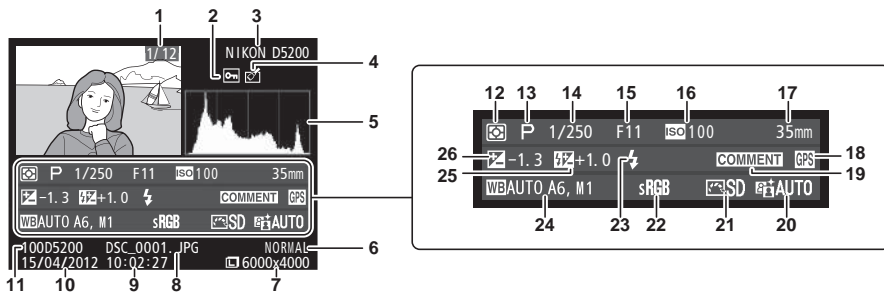 1 2 3
1/12 NIKON D5200
4
5
1/250 F11 ISO 100 35mm
P
-1.3 +1.0 COMMENT GPS
WB AUTO A6, M1 sRGB SD AUTO
100D5200 DSC_0001.JPG NORMAL
15/04/2012 10:02:27 6000x4000
6
11 10 9 8 7
12 13 14 15 16 17
P 1/250 F11 ISO 100 35mm
26 -1.3 +1.0 COMMENT GPS 18
25 19
WB AUTO A6, M1 sRGB SD AUTO
24 23 22 21 20